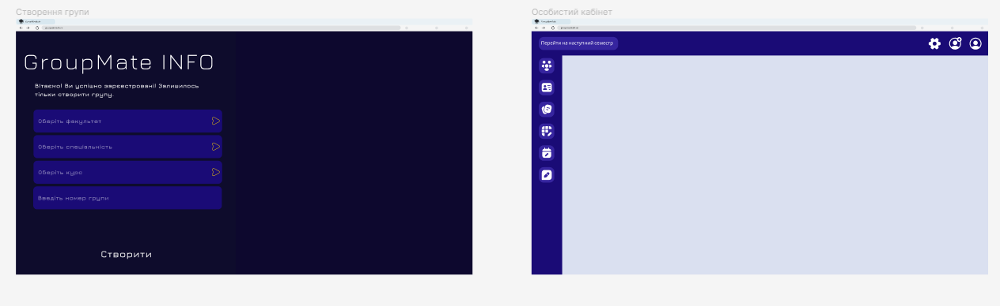 Створення групи
GroupMate INFO
Вітаємо! Ви успішно зареєстровані! Залишилось
тільки створити групу.
Оберіть факультет
Оберіть спеціальність
Оберіть курс
Введіть номер групи
Створити
Особистий кабінет
Перейти на наступний семестр